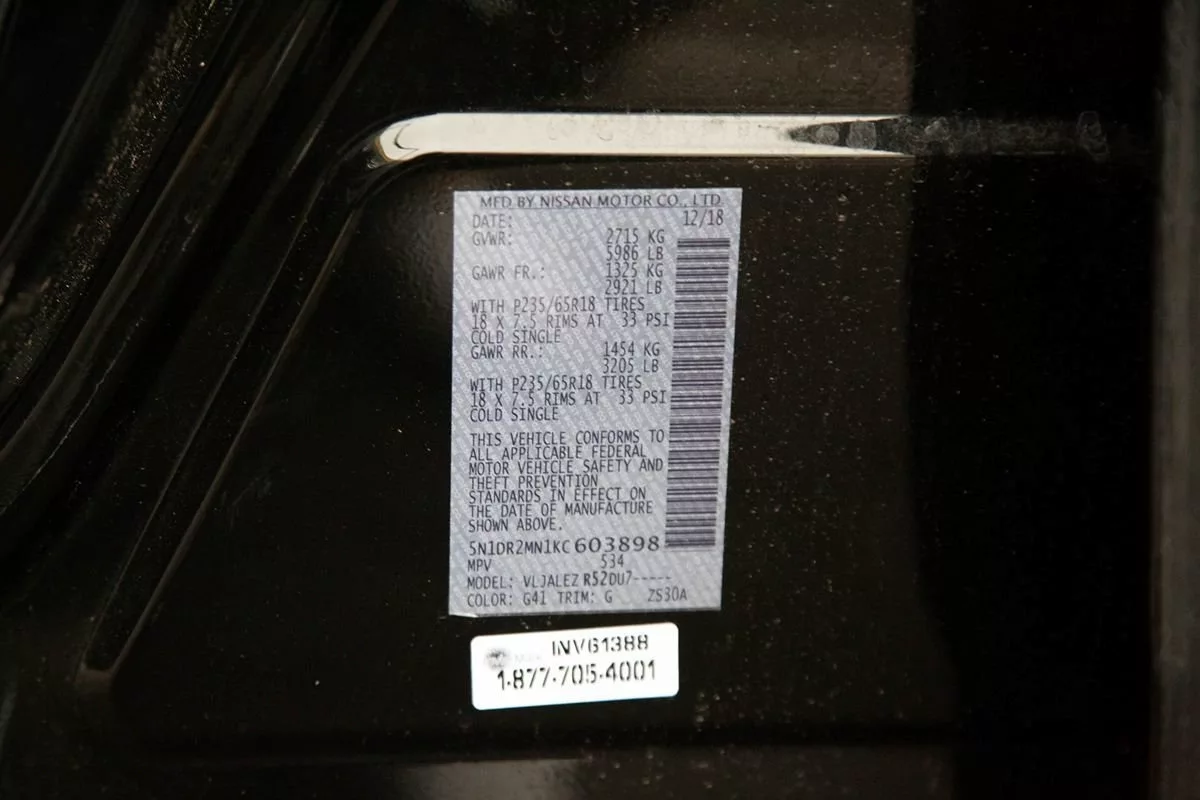 MFD BY NISSAN MOTOR CO., LTD
DATE: 12/18
GVWR: 2715 KG
5986 LB
GAWR FR.: 1325 KG
2921 LB
WITH P235/65R18 TIRES
18 X 7.5 RIMS AT 33 PSI
COLD SINGLE
GAWR RR.: 1454 KG
3205 LB
WITH P235/65R18 TIRES
18 X 7.5 RIMS AT 33 PSI
COLD SINGLE
THIS VEHICLE CONFORMS TO
ALL APPLICABLE FEDERAL
MOTOR VEHICLE SAFETY AND
THEFT PREVENTION
STANDARDS IN EFFECT ON
THE DATE OF MANUFACTURE
SHOWN ABOVE.
5N1DR2MN1KC603898
MPV 534
MODEL: VLJALEZ R52DU7-----
COLOR: G41 TRIM: G ZS30A
INV61388
1-877-705-4001